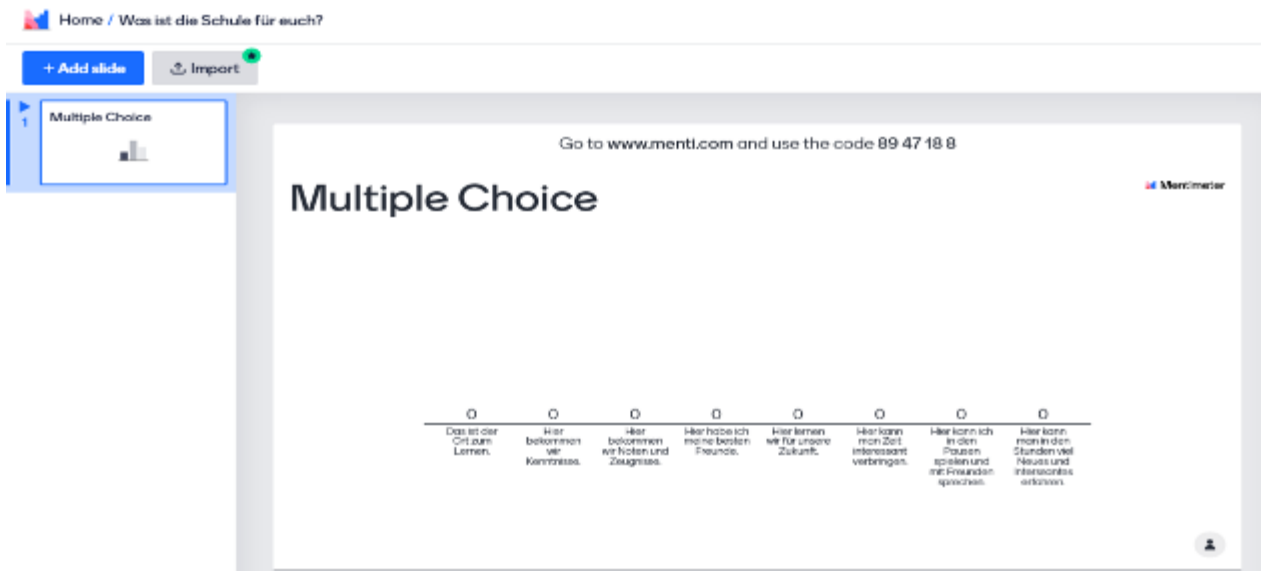 Home / Was ist die Schule für euch?
+ Add slide
Import
1
Multiple Choice
Go to www.menti.com and use the code 89 47 18 8
Multiple Choice
Mentimeter
0 0 0 0 0 0 0 0
Das ist der
Ort zum
Lernen.
Hier
bekommen
wir
Kenntnisse.
Hier
bekommen
wir Noten und
Zeugnisse.
Hier habe ich
meine besten
Freunde.
Hier lernen
wir für unsere
Zukunft.
Hier kann
man Zeit
interessant
verbringen.
Hier kann ich
in den
Pausen
spielen und
mit Freunden
sprechen.
Hier kann
man in den
Stunden viel
Neues und
Interessantes
erfahren.